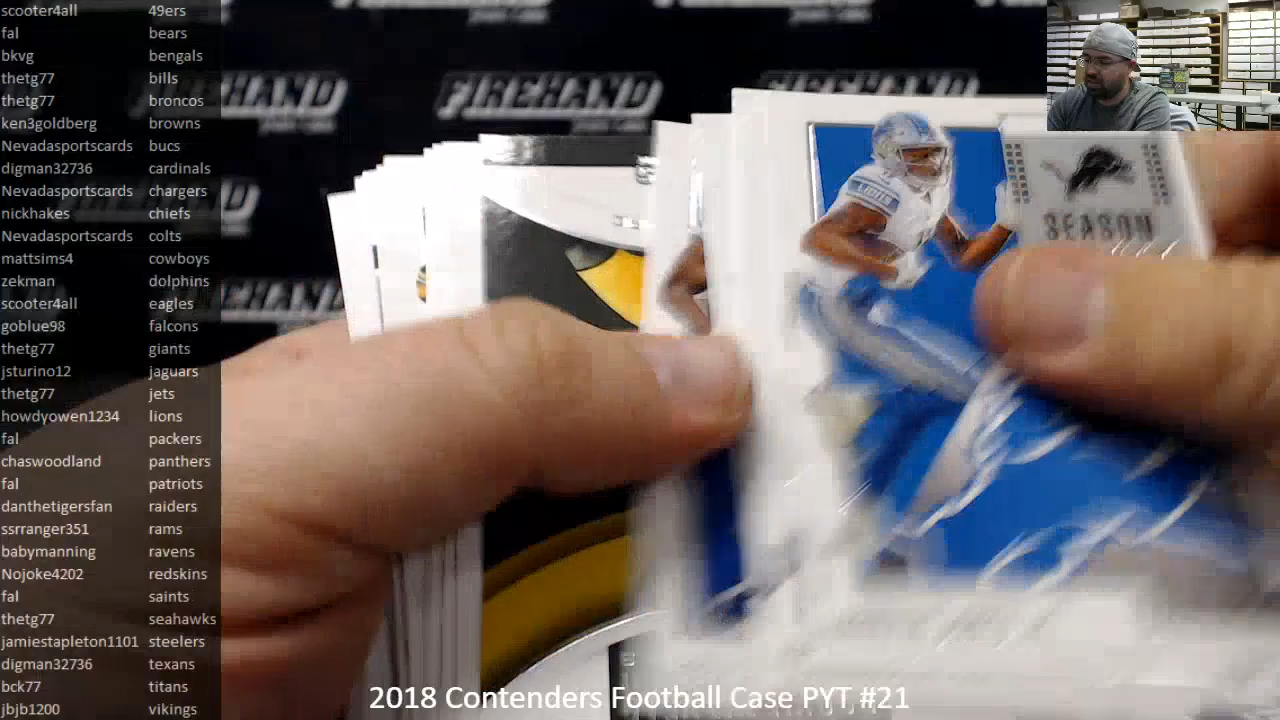 scooter4all 49ers
fal bears
bkvg bengals
thetg77 bills
thetg77 broncos
ken3goldberg browns
Nevadasportscards bucs
digman32736 cardinals
Nevadasportscards chargers
nickhakes chiefs
Nevadasportscards colts
mattsims4 cowboys
zekman dolphins
scooter4all eagles
goblue98 falcons
thetg77 giants
jsturino12 jaguars
thetg77 jets
howdyowen1234 lions
fal packers
chaswoodland panthers
fal patriots
danthetigersfan raiders
ssrranger351 rams
babymanning ravens
Nojoke4202 redskins
fal saints
thetg77 seahawks
jamiestapleton1101 steelers
digman32736 texans
bck77 titans
jbjb1200 vikings
FIREHAND
FIREHAND
LIONS
SEASON
2018 Contenders Football Case PYT #21